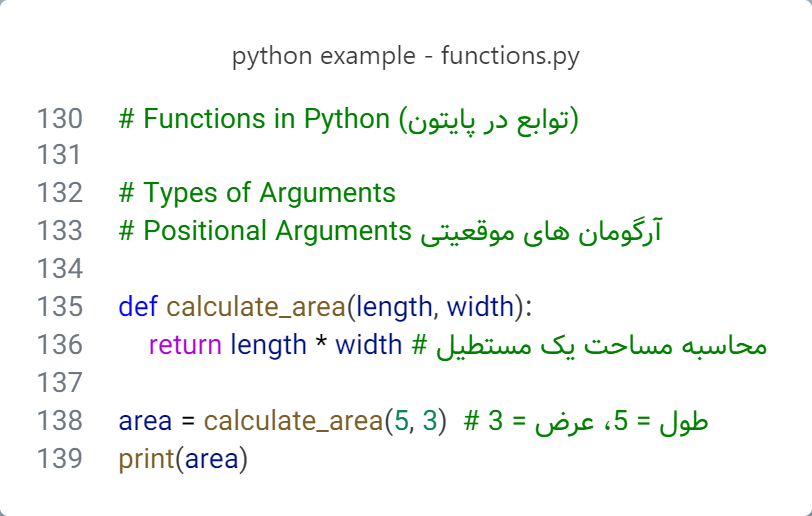 python example - functions.py
130 # Functions in Python (توابع در پایتون)
131
132 # Types of Arguments
133 # Positional Arguments آرگومان های موقعیتی
134
135 def calculate_area(length, width):
136     return length * width # محاسبه مساحت یک مستطیل
137
138 area = calculate_area(5, 3)  # طول = 5، عرض = 3
139 print(area)